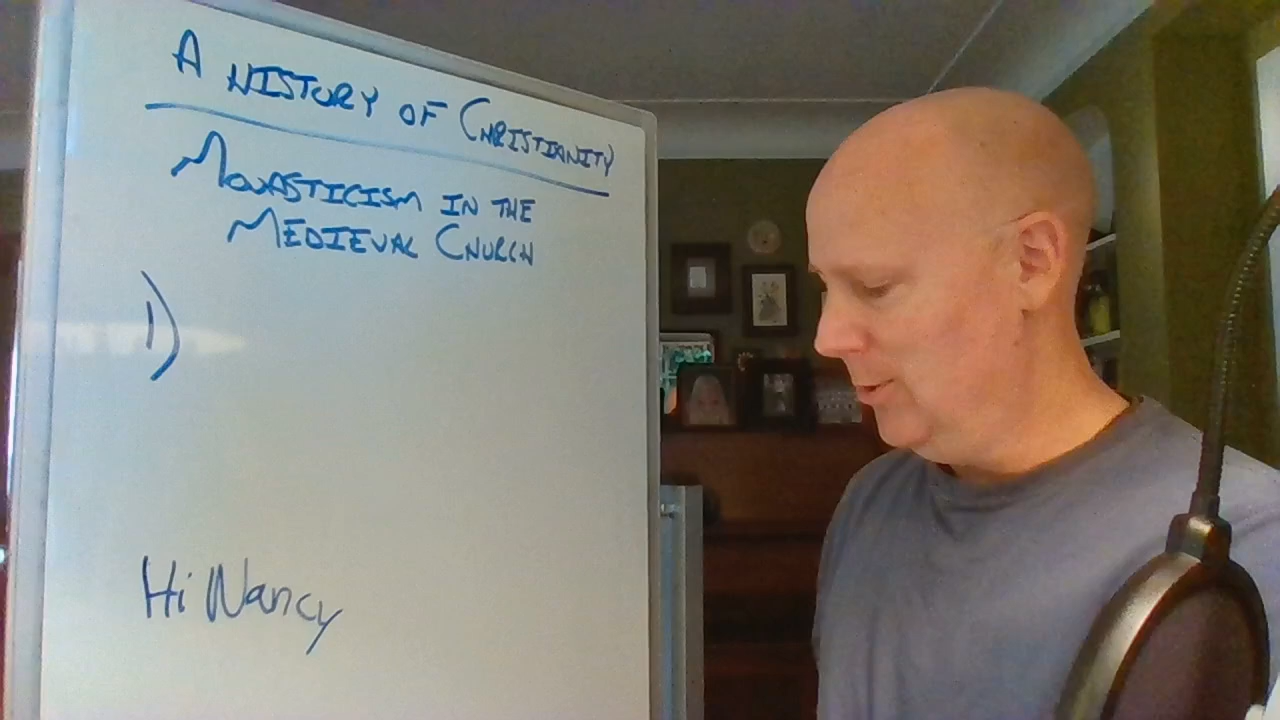 A HISTORY OF CHRISTIANITY
MONASTICISM IN THE
MEDIEVAL CHURCH
1)
Hi Nancy